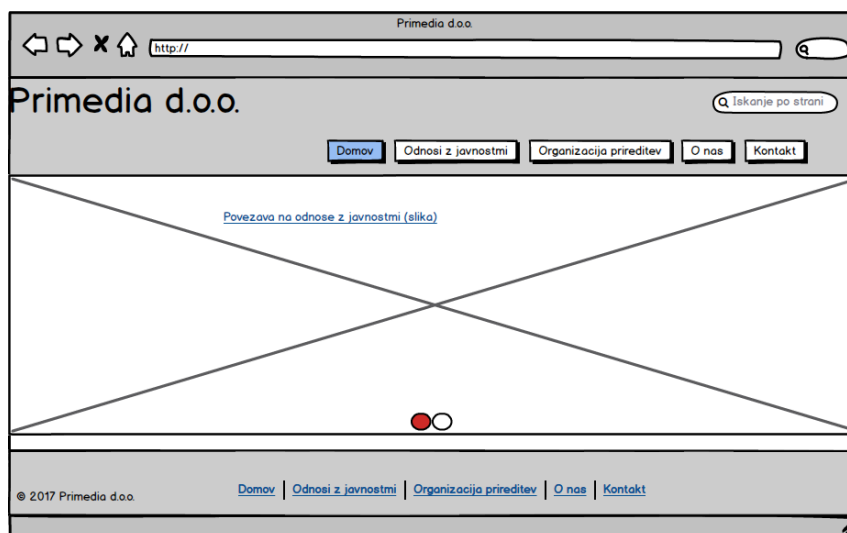 Primedia d.o.o.
http://
Primedia d.o.o.
Iskanje po strani
Domov Odnosi z javnostmi Organizacija prireditev O nas Kontakt
Povezava na odnose z javnostmi (slika)
Domov Odnosi z javnostmi Organizacija prireditev O nas Kontakt
© 2017 Primedia d.o.o.